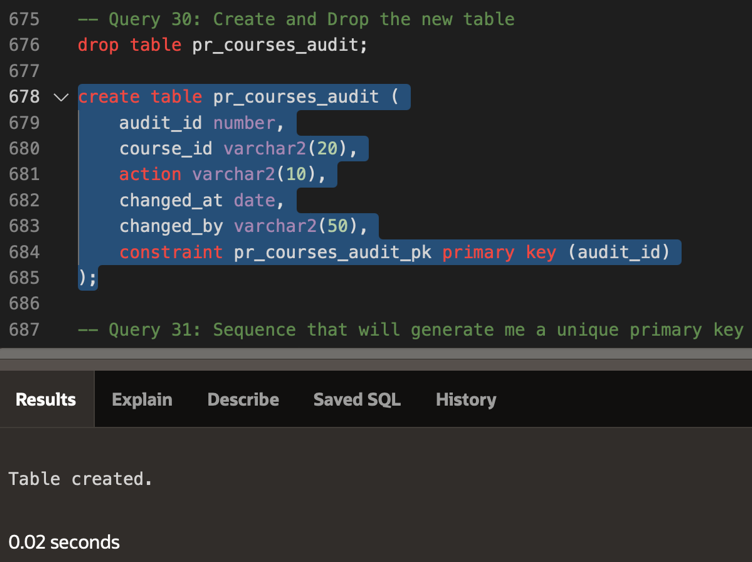 675 -- Query 30: Create and Drop the new table
676 drop table pr_courses_audit;
677
678 create table pr_courses_audit (
679 audit_id number,
680 course_id varchar2(20),
681 action varchar2(10),
682 changed_at date,
683 changed_by varchar2(50),
684 constraint pr_courses_audit_pk primary key (audit_id)
685 );
686
687 -- Query 31: Sequence that will generate me a unique primary key
Results Explain Describe Saved SQL History
Table created.
0.02 seconds